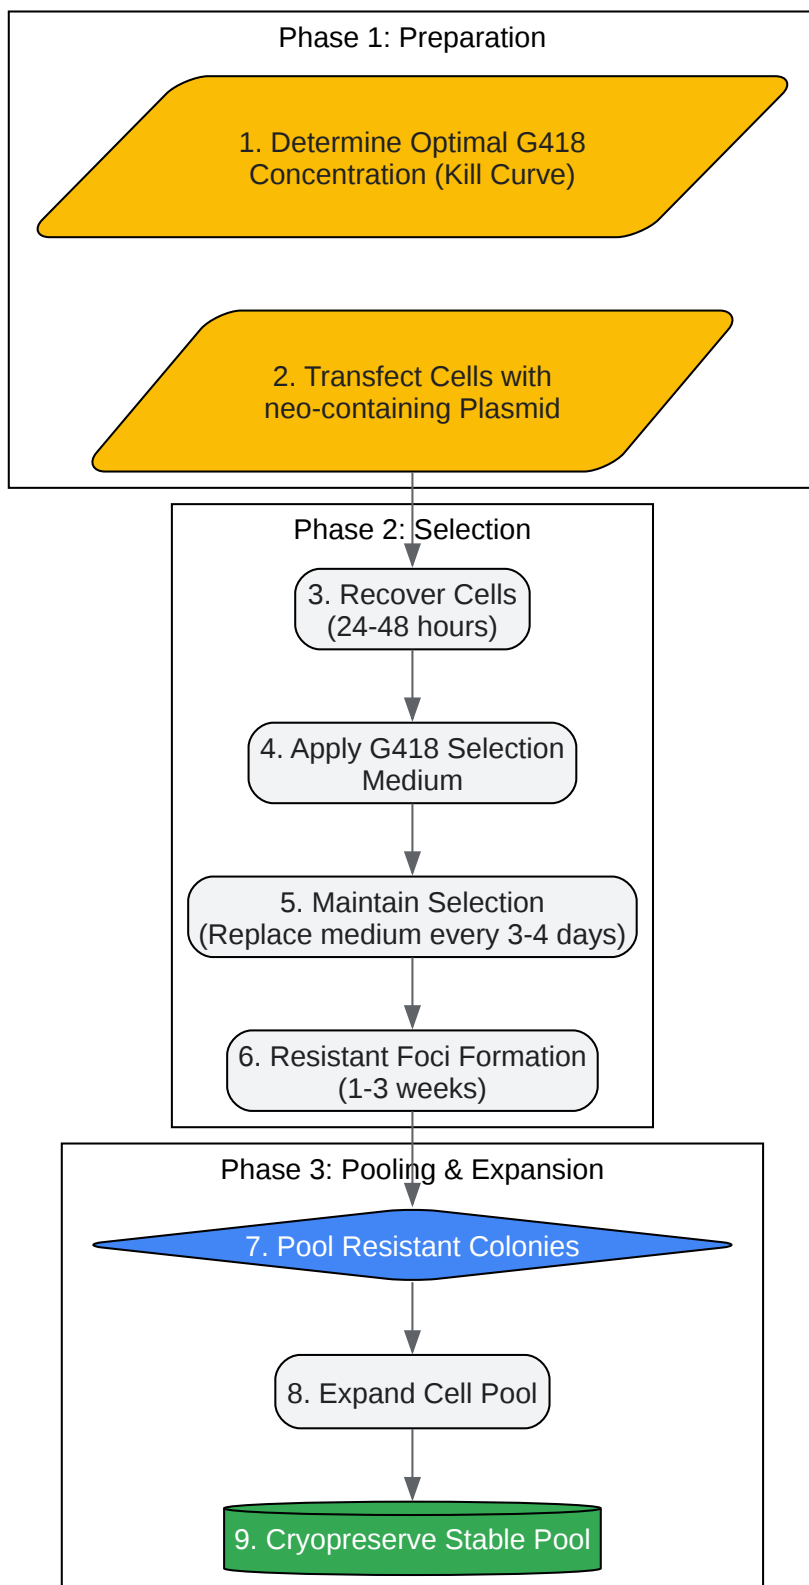 Phase 1: Preparation
1. Determine Optimal G418
Concentration (Kill Curve)
2. Transfect Cells with
neo-containing Plasmid
Phase 2: Selection
3. Recover Cells
(24-48 hours)
4. Apply G418 Selection
Medium
5. Maintain Selection
(Replace medium every 3-4 days)
6. Resistant Foci Formation
(1-3 weeks)
Phase 3: Pooling & Expansion
7. Pool Resistant Colonies
8. Expand Cell Pool
9. Cryopreserve Stable Pool